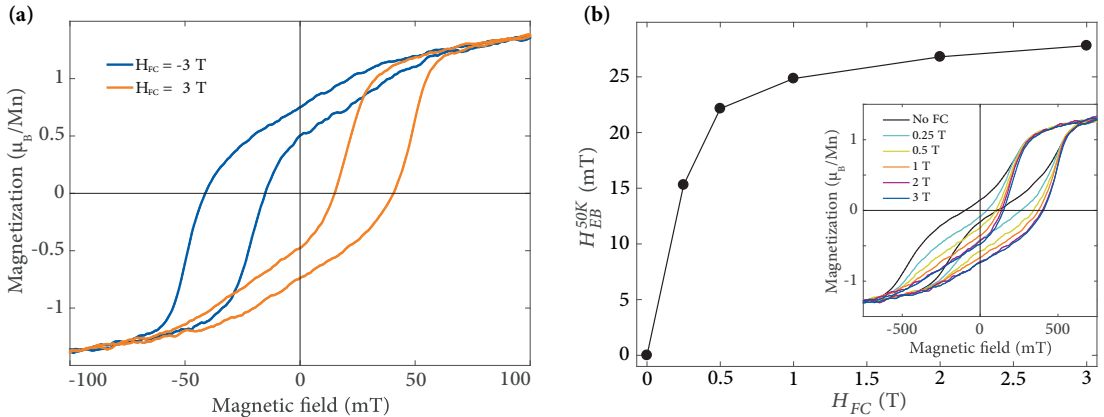 (a)
Magnetization (μB/Mn)
1
0.5
0
-0.5
-1
H_FC = -3 T
H_FC = 3 T
-100
-50
0
50
100
Magnetic field (mT)
(b)
H_EB^50K (mT)
25
20
15
10
5
0
0
0.5
1
1.5
2
2.5
3
H_FC (T)
No FC
0.25 T
0.5 T
1 T
2 T
3 T
Magnetization (μB/Mn)
1
0
-1
-500
0
500
Magnetic field (mT)